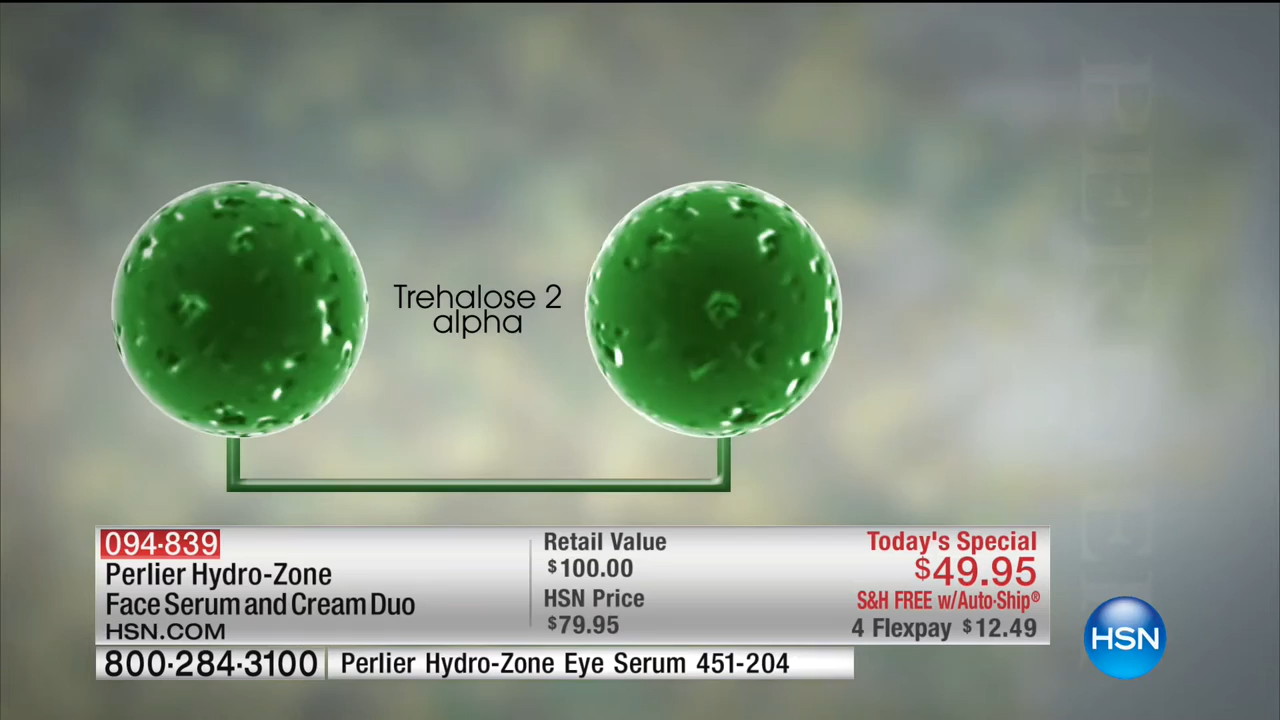 Trehalose 2
alpha
094·839
Perlier Hydro-Zone
Face Serum and Cream Duo
HSN.COM
Retail Value
$100.00
HSN Price
$79.95
Today's Special
$49.95
S&H FREE w/Auto-Ship®
4 Flexpay $12.49
800·284·3100
Perlier Hydro-Zone Eye Serum 451-204
HSN